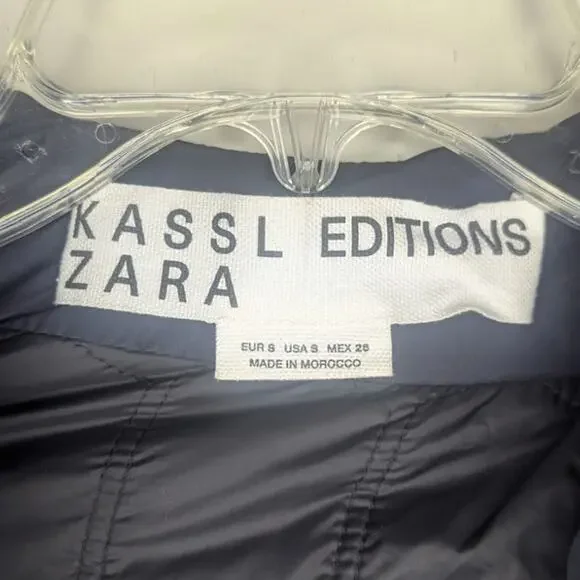 KASSL EDITIONS
ZARA
EUR S USA S MEX 26
MADE IN MOROCCO